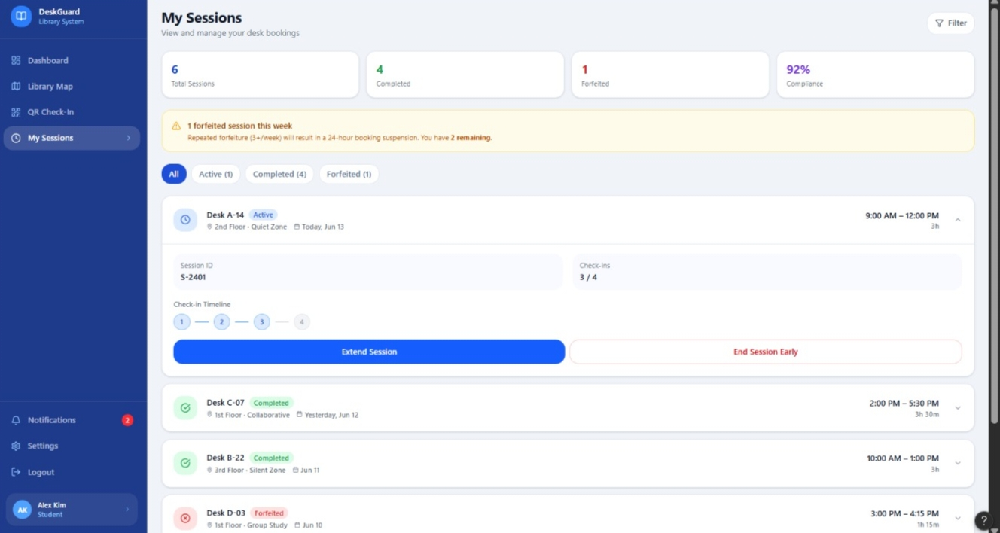 DeskGuard
Library System
Dashboard
Library Map
QR Check-In
My Sessions
Notifications
2
Settings
Logout
AK
Alex Kim
Student
My Sessions
View and manage your desk bookings
Filter
6
Total Sessions
4
Completed
1
Forfeited
92%
Compliance
1 forfeited session this week
Repeated forfeiture (3+/week) will result in a 24-hour booking suspension. You have 2 remaining.
All
Active (1)
Completed (4)
Forfeited (1)
Desk A-14 Active
2nd Floor · Quiet Zone Today, Jun 13
9:00 AM – 12:00 PM
3h
Session ID
S-2401
Check-ins
3 / 4
Check-in Timeline
1 2 3 4
Extend Session
End Session Early
Desk C-07 Completed
1st Floor · Collaborative Yesterday, Jun 12
2:00 PM – 5:30 PM
3h 30m
Desk B-22 Completed
3rd Floor · Silent Zone Jun 11
10:00 AM – 1:00 PM
3h
Desk D-03 Forfeited
1st Floor · Group Study Jun 10
3:00 PM – 4:15 PM
1h 15m
?